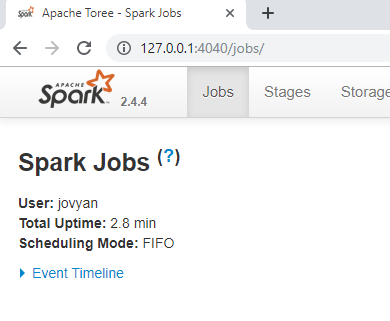 Apache Toree - Spark Jobs
127.0.0.1:4040/jobs/
APACHE
Spark 2.4.4 Jobs Stages Storage
Spark Jobs (?)
User: jovyan
Total Uptime: 2.8 min
Scheduling Mode: FIFO
Event Timeline